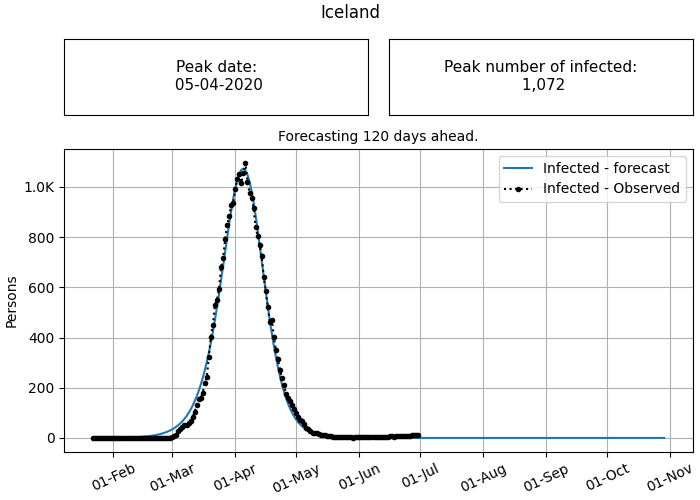 Iceland
Peak date:
05-04-2020
Peak number of infected:
1,072
Forecasting 120 days ahead.
Infected - forecast
Infected - Observed
1.0K
800
600
400
200
0
Persons
01-Feb
01-Mar
01-Apr
01-May
01-Jun
01-Jul
01-Aug
01-Sep
01-Oct
01-Nov